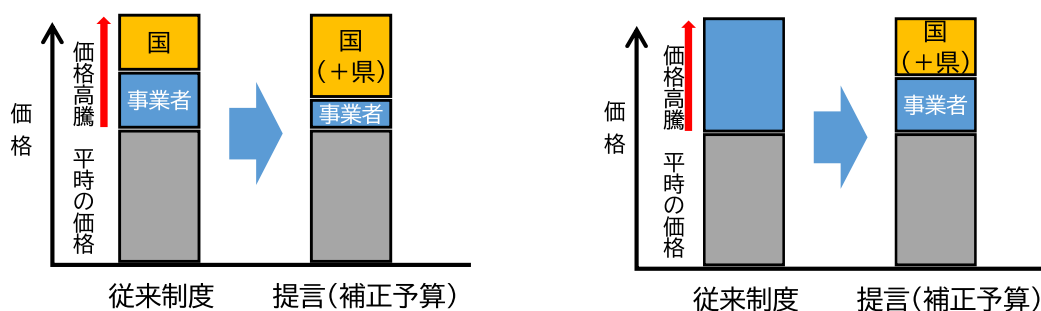 価格
価格高騰
平時の価格
国
事業者
国
（＋県）
事業者
従来制度
提言（補正予算）
価格
価格高騰
平時の価格
国
（＋県）
事業者
従来制度
提言（補正予算）